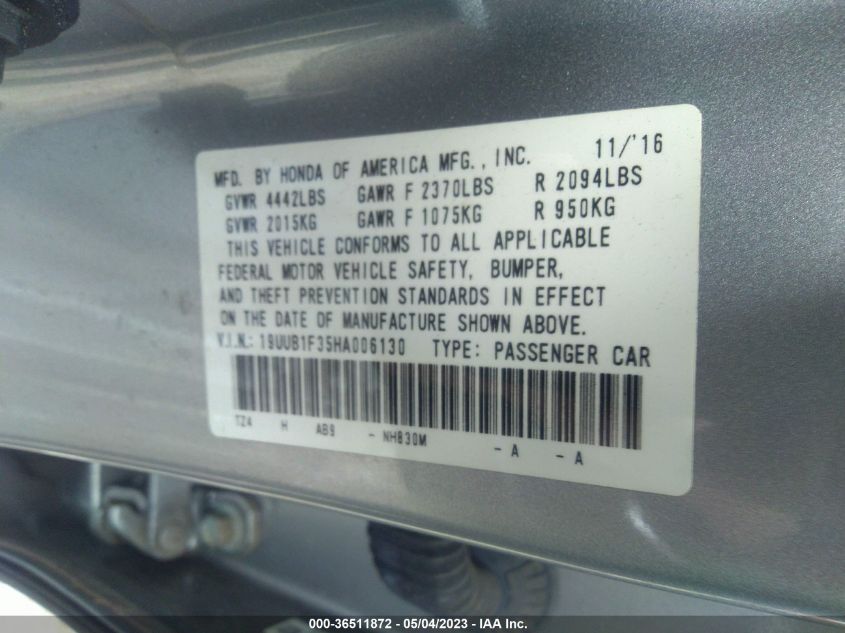 MFD. BY HONDA OF AMERICA MFG., INC. 11/'16
GVWR 4442LBS GAWR F 2370LBS R 2094LBS
GVWR 2015KG GAWR F 1075KG R 950KG
THIS VEHICLE CONFORMS TO ALL APPLICABLE
FEDERAL MOTOR VEHICLE SAFETY, BUMPER,
AND THEFT PREVENTION STANDARDS IN EFFECT
ON THE DATE OF MANUFACTURE SHOWN ABOVE.
V.I.N.: 19UUB1F35HA006130 TYPE: PASSENGER CAR
TZ4 H AB9 - NH830M - A - A
000-36511872 - 05/04/2023 - IAA Inc.